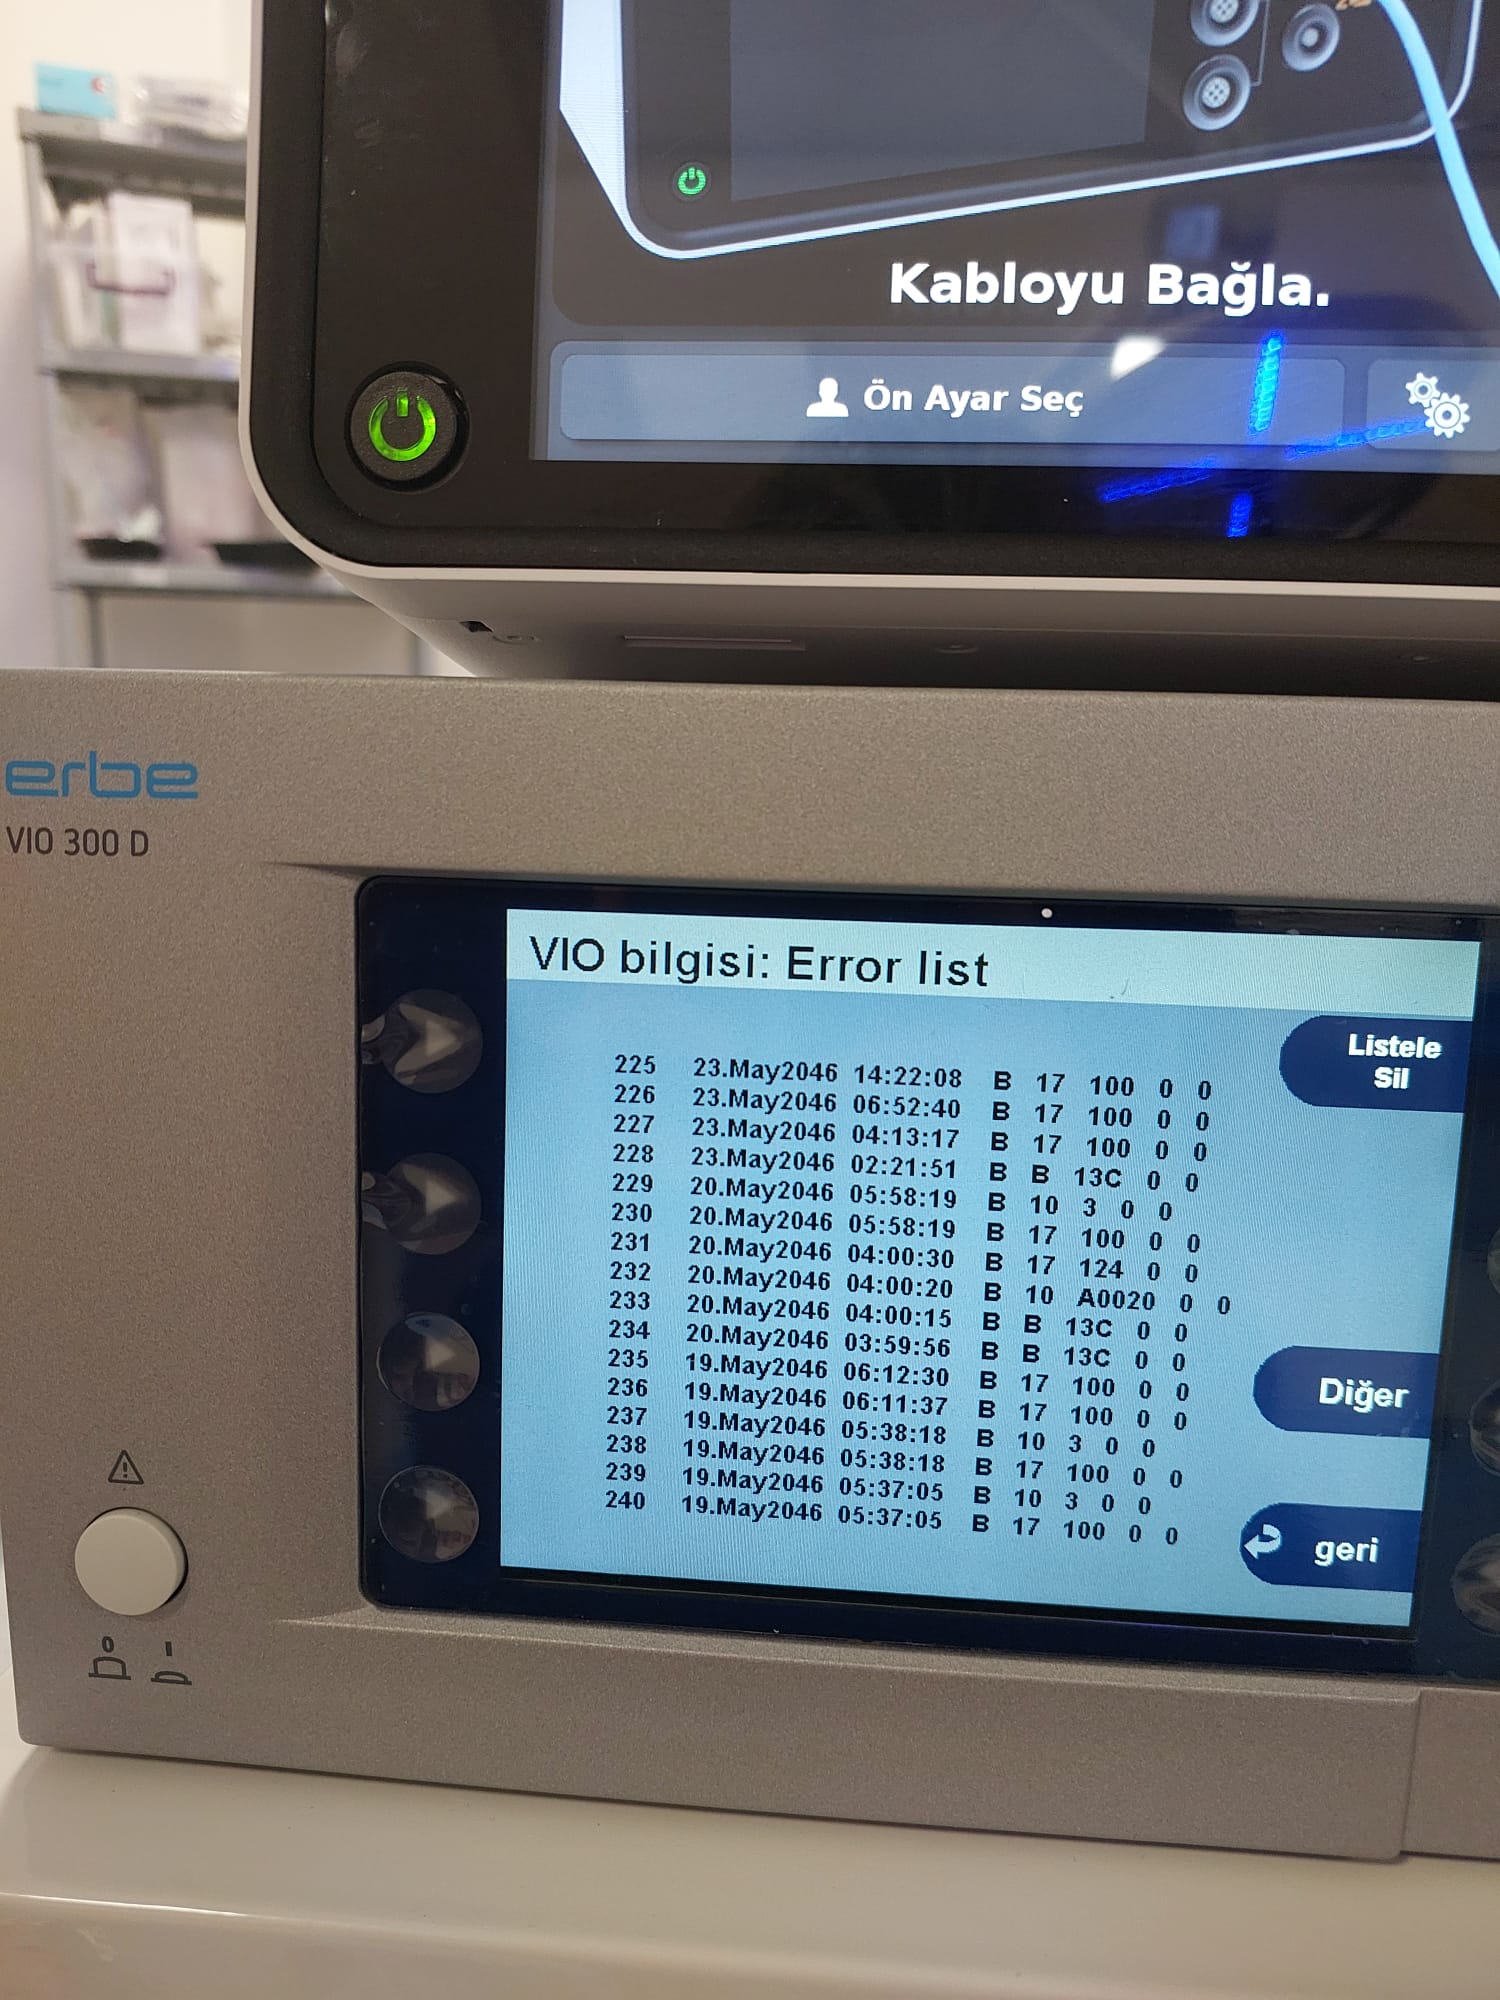 Kabloyu Bağla.
Ön Ayar Seç
erbe
VIO 300 D
VIO bilgisi: Error list
Listele
Sil
225 23.May2046 14:22:08 B 17 100 0 0
226 23.May2046 06:52:40 B 17 100 0 0
227 23.May2046 04:13:17 B 17 100 0 0
228 23.May2046 02:21:51 B B 13C 0 0
229 20.May2046 05:58:19 B 10 3 0 0
230 20.May2046 05:58:19 B 17 100 0 0
231 20.May2046 04:00:30 B 17 124 0 0
232 20.May2046 04:00:20 B 10 A0020 0 0
233 20.May2046 04:00:15 B B 13C 0 0
234 20.May2046 03:59:56 B B 13C 0 0
235 19.May2046 06:12:30 B 17 100 0 0
236 19.May2046 06:11:37 B 17 100 0 0
237 19.May2046 05:38:18 B 10 3 0 0
238 19.May2046 05:38:18 B 17 100 0 0
239 19.May2046 05:37:05 B 10 3 0 0
240 19.May2046 05:37:05 B 17 100 0 0
Diğer
geri
0 I